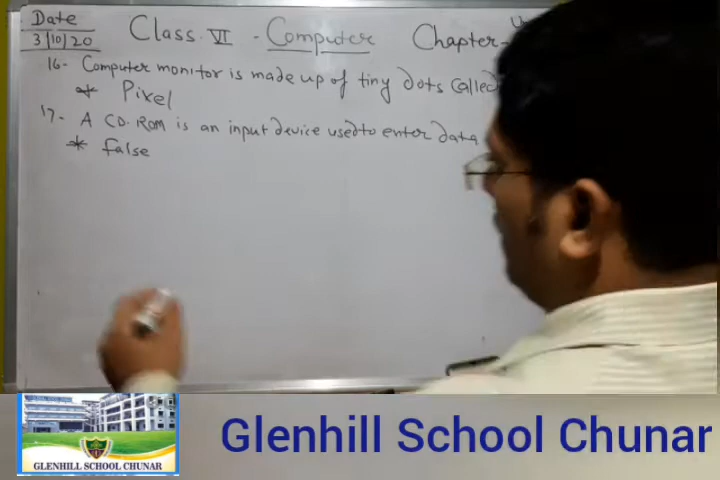 Date
3/10/20
Class. VI - Computer Chapter-
16- Computer monitor is made up of tiny dots called
* Pixel
17- A CD-ROM is an input device used to enter data
* false
GLENHILL SCHOOL CHUNAR
Glenhill School Chunar